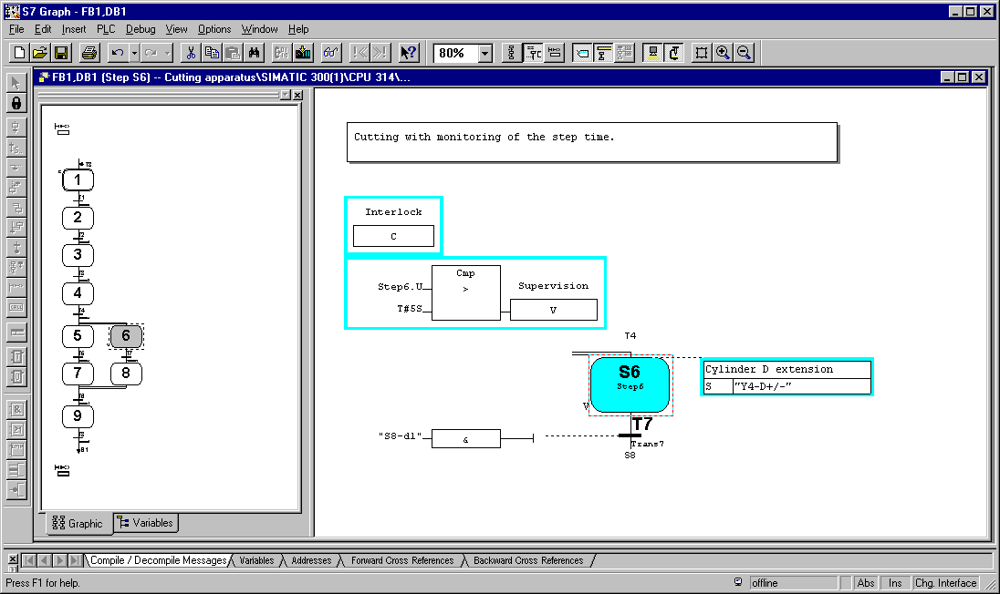 S7 Graph - FB1,DB1
File Edit Insert PLC Debug View Options Window Help
80%
FB1,DB1 (Step S6) -- Cutting apparatus\SIMATIC 300(1)\CPU 314\...
Cutting with monitoring of the step time.
1
2
3
4
T4
5 6
7 8
9
S1
Interlock
C
Cmp
Step6.U
>
Supervision
T#5S
V
T4
S6
Step6
V
Cylinder D extension
S "Y4-D+/-"
T7
"S8-d1"
&
Trans7
S8
Graphic Variables
Compile / Decompile Messages Variables Addresses Forward Cross References Backward Cross References
Press F1 for help.
offline Abs Ins Chg. Interface